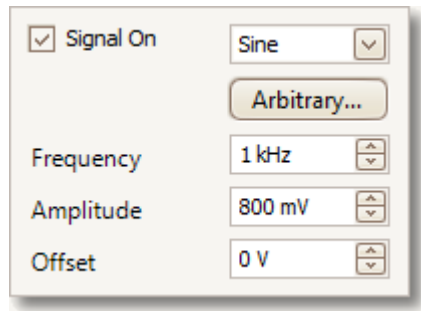 Signal On Sine
Arbitrary...
Frequency 1 kHz
Amplitude 800 mV
Offset 0 V